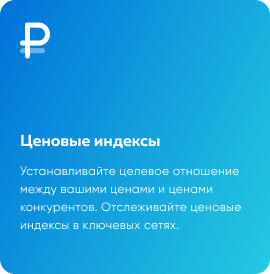 ₽
Ценовые индексы
Устанавливайте целевое отношение
между вашими ценами и ценами
конкурентов. Отслеживайте ценовые
индексы в ключевых сетях.